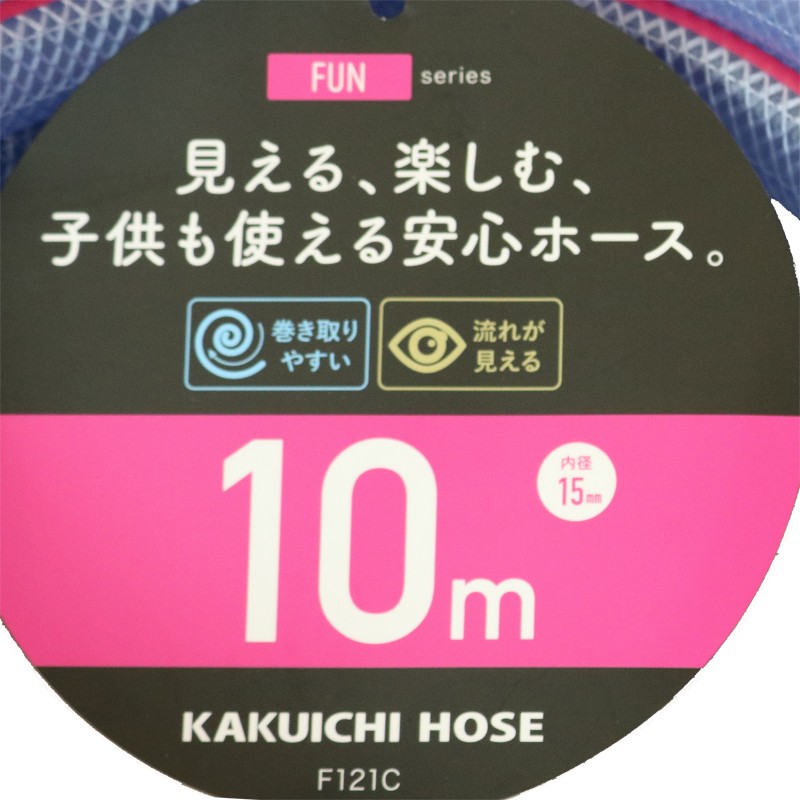 FUN series
見える、楽しむ、
子供も使える安心ホース。
巻き取り
やすい
流れが
見える
内径
15mm
10m
KAKUICHI HOSE
F121C